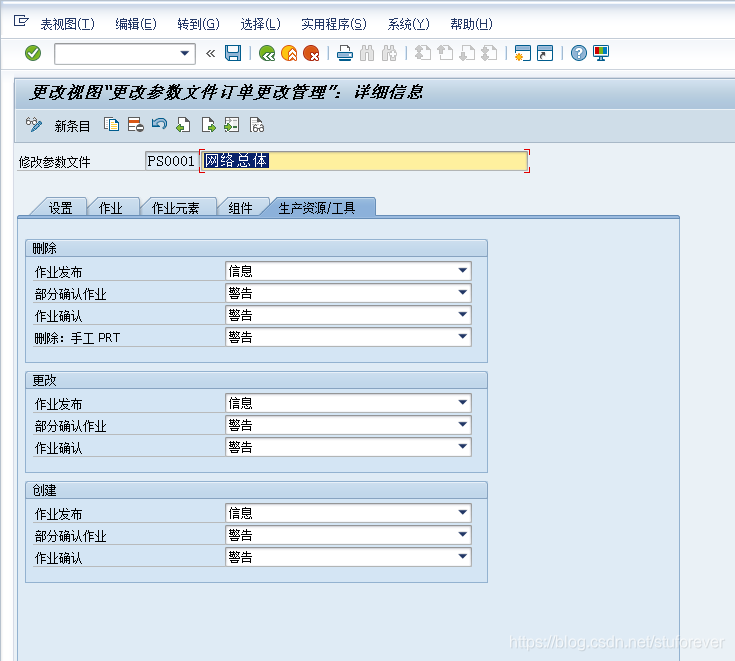 表视图(T) 编辑(E) 转到(G) 选择(L) 实用程序(S) 系统(Y) 帮助(H)
更改视图"更改参数文件订单更改管理": 详细信息
新条目
修改参数文件 PS0001 网络总体
设置 作业 作业元素 组件 生产资源/工具
删除
作业发布 信息
部分确认作业 警告
作业确认 警告
删除: 手工 PRT 警告
更改
作业发布 信息
部分确认作业 警告
作业确认 警告
创建
作业发布 信息
部分确认作业 警告
作业确认 警告
https://blog.csdn.net/stuforever